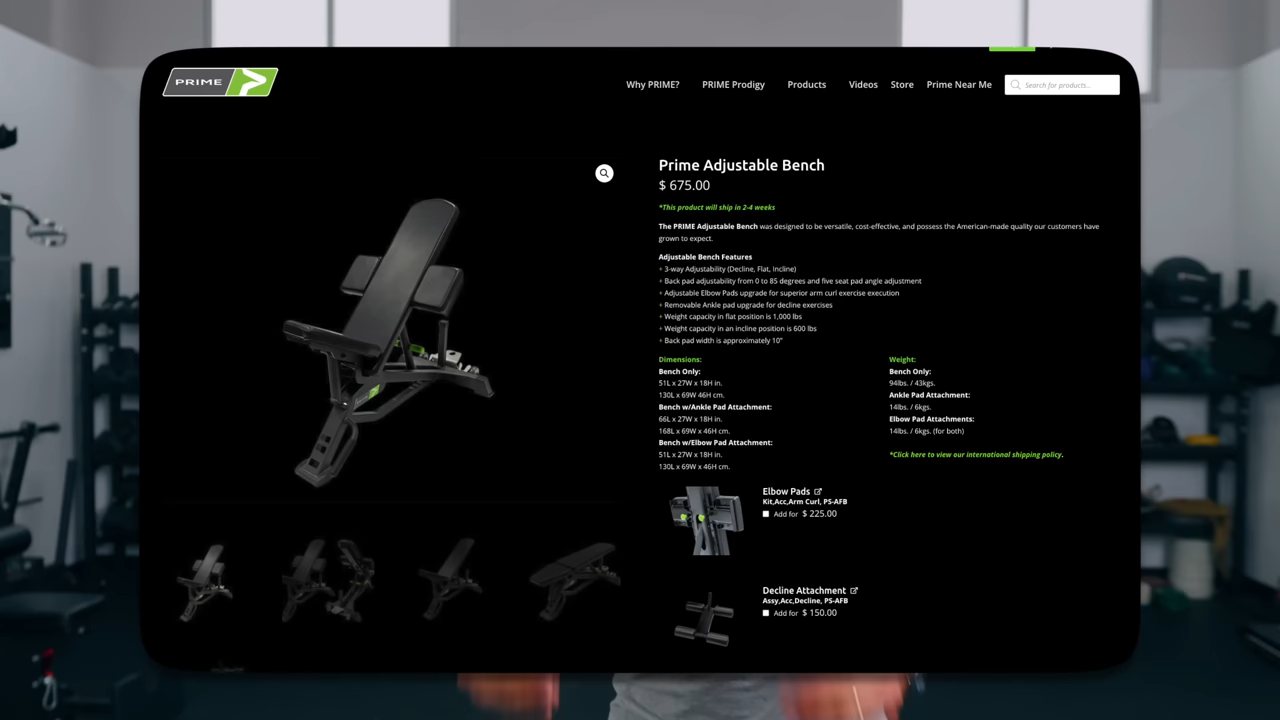 PRIME
Why PRIME?
PRIME Prodigy
Products
Videos
Store
Prime Near Me
Search for products...
Prime Adjustable Bench
$ 675.00
*This product will ship in 2-4 weeks
The PRIME Adjustable Bench was designed to be versatile, cost-effective, and possess the American-made quality our customers have
grown to expect.
Adjustable Bench Features
+ 3-way Adjustability (Decline, Flat, Incline)
+ Back pad adjustability from 0 to 85 degrees and five seat pad angle adjustment
+ Adjustable Elbow Pads upgrade for superior arm curl exercise execution
+ Removable Ankle pad upgrade for decline exercises
+ Weight capacity in flat position is 1,000 lbs
+ Weight capacity in an incline position is 600 lbs
+ Back pad width is approximately 10"
Dimensions:
Bench Only:
51L x 27W x 18H in.
130L x 69W 46H cm.
Bench w/Ankle Pad Attachment:
66L x 27W x 18H in.
168L x 69W x 46H cm.
Bench w/Elbow Pad Attachment:
51L x 27W x 18H in.
130L x 69W x 46H cm.
Weight:
Bench Only:
94lbs. / 43kgs.
Ankle Pad Attachment:
14lbs. / 6kgs.
Elbow Pad Attachments:
14lbs. / 6kgs. (for both)
*Click here to view our international shipping policy.
Elbow Pads
Kit,Acc,Arm Curl, PS-AFB
Add for $ 225.00
Decline Attachment
Assy,Acc,Decline, PS-AFB
Add for $ 150.00